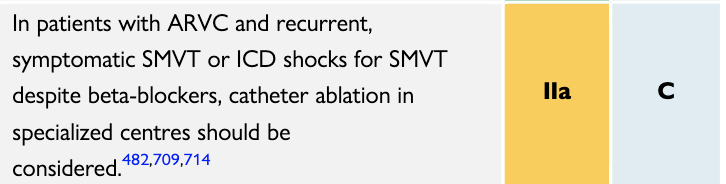 In patients with ARVC and recurrent,
symptomatic SMVT or ICD shocks for SMVT
despite beta-blockers, catheter ablation in
specialized centres should be
considered.482,709,714
IIa
C